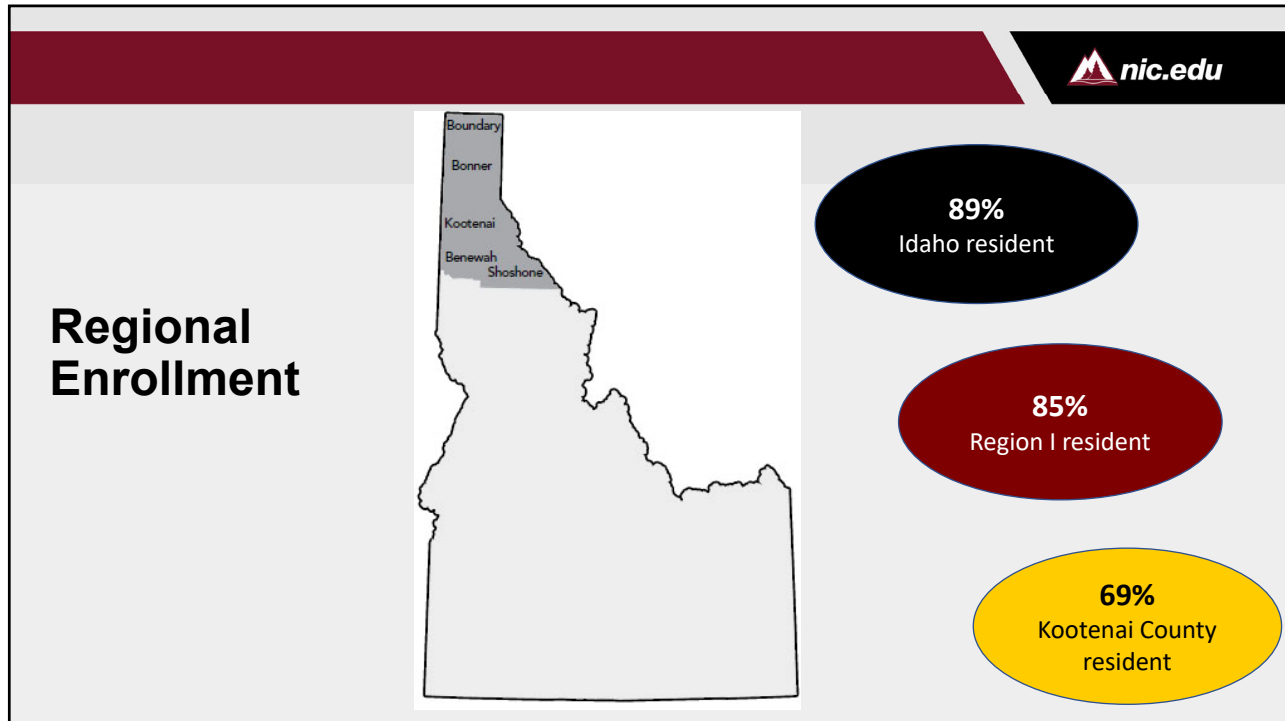 nic.edu
Boundary
Bonner
Kootenai
Benewah
Shoshone
Regional
Enrollment
89%
Idaho resident
85%
Region I resident
69%
Kootenai County
resident